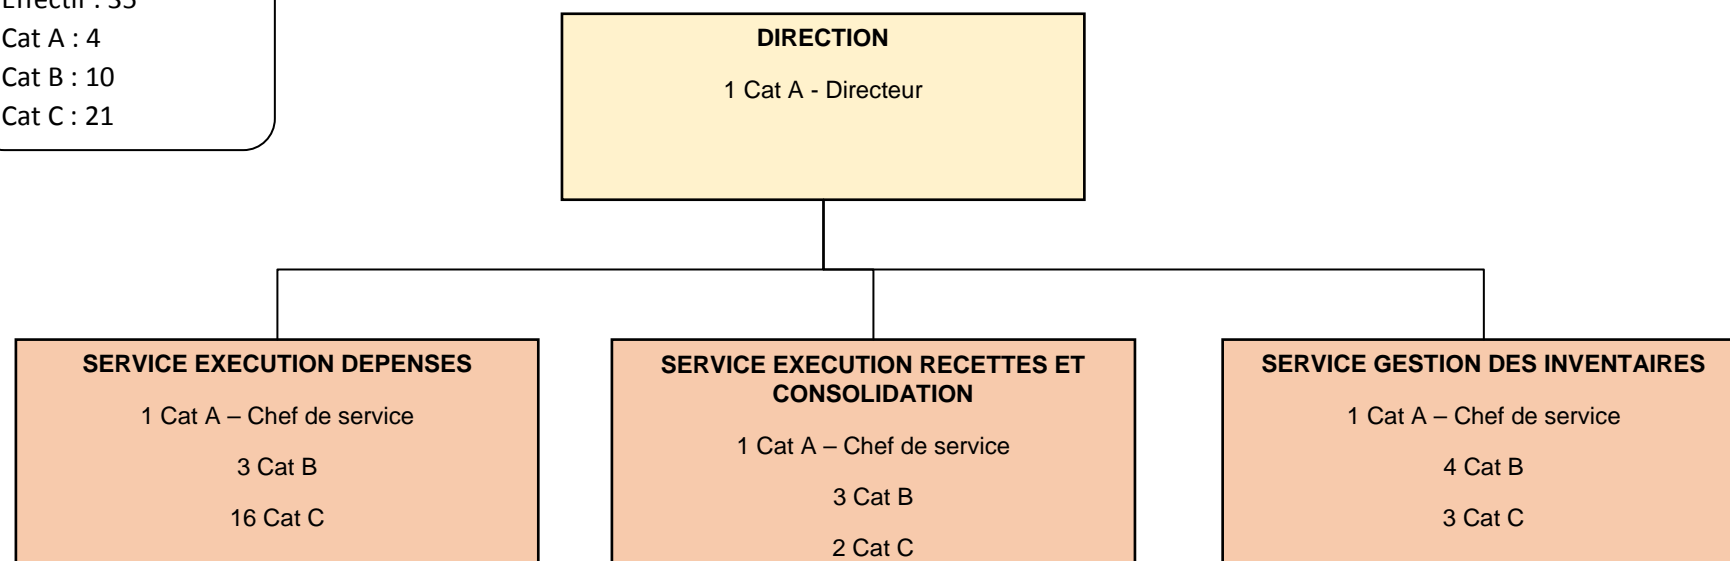 Effectif : 35
Cat A : 4
Cat B : 10
Cat C : 21
DIRECTION
1 Cat A - Directeur
SERVICE EXECUTION DEPENSES
1 Cat A – Chef de service
3 Cat B
16 Cat C
SERVICE EXECUTION RECETTES ET
CONSOLIDATION
1 Cat A – Chef de service
3 Cat B
2 Cat C
SERVICE GESTION DES INVENTAIRES
1 Cat A – Chef de service
4 Cat B
3 Cat C